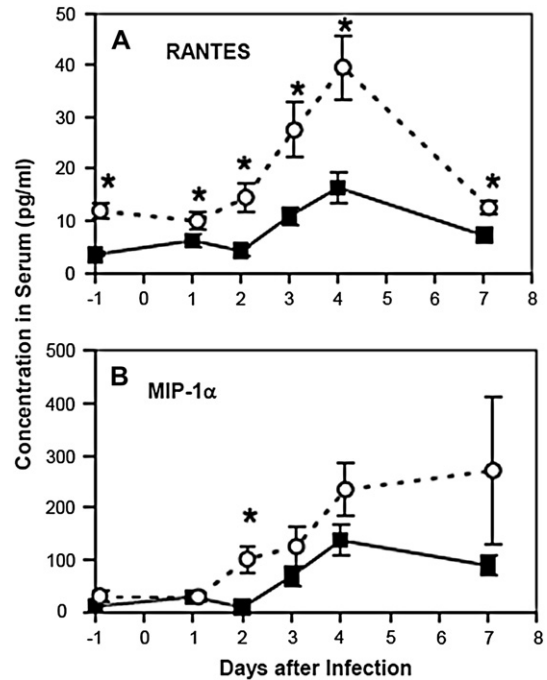 50
A
RANTES
40
30
20
10
0
* * * * * *
-1 0 1 2 3 4 5 6 7 8
Concentration in Serum (pg/ml)
500
B
MIP-1α
400
300
200
100
0
*
-1 0 1 2 3 4 5 6 7 8
Days after Infection